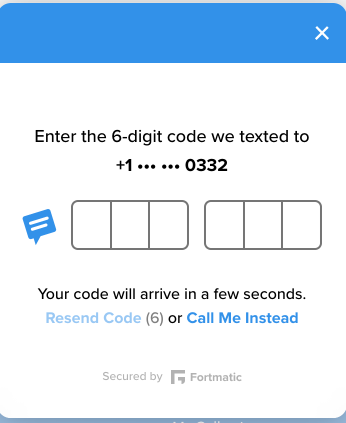 Enter the 6-digit code we texted to
+1 ••• ••• 0332
Your code will arrive in a few seconds.
Resend Code (6) or Call Me Instead
Secured by Fortmatic